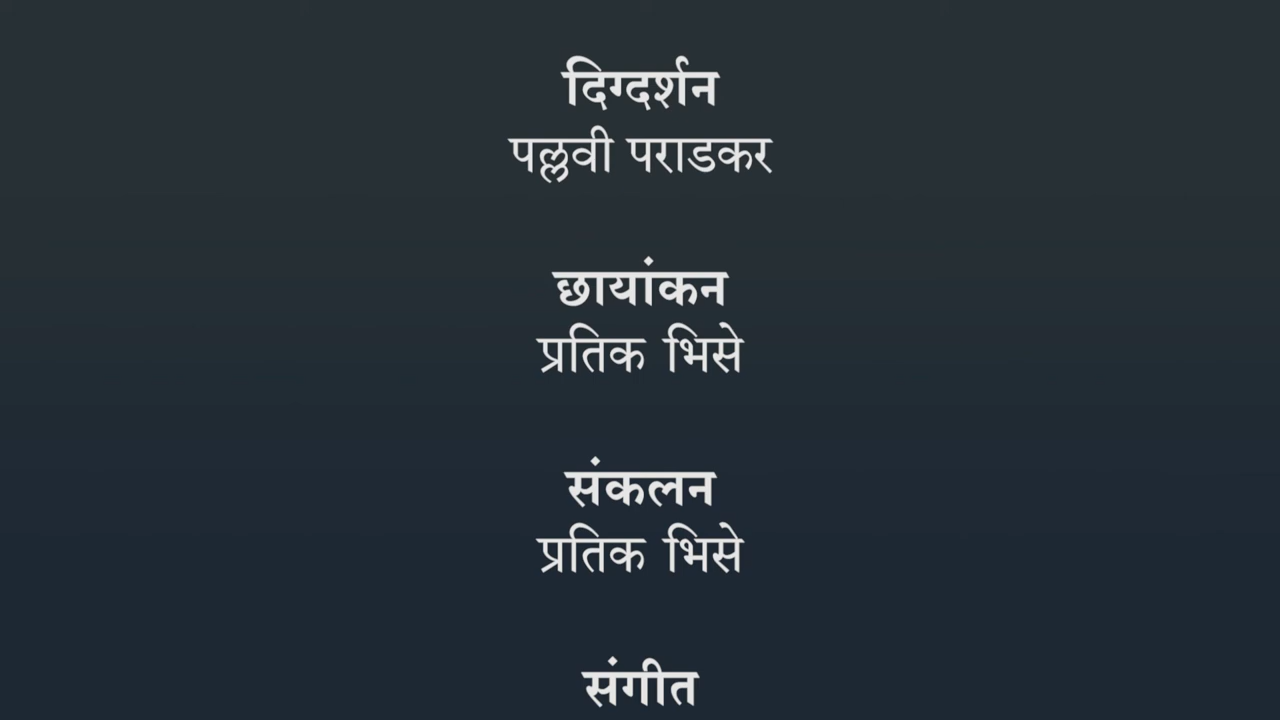 दिग्दर्शन
पल्लवी पराडकर
छायांकन
प्रतिक भिसे
संकलन
प्रतिक भिसे
संगीत